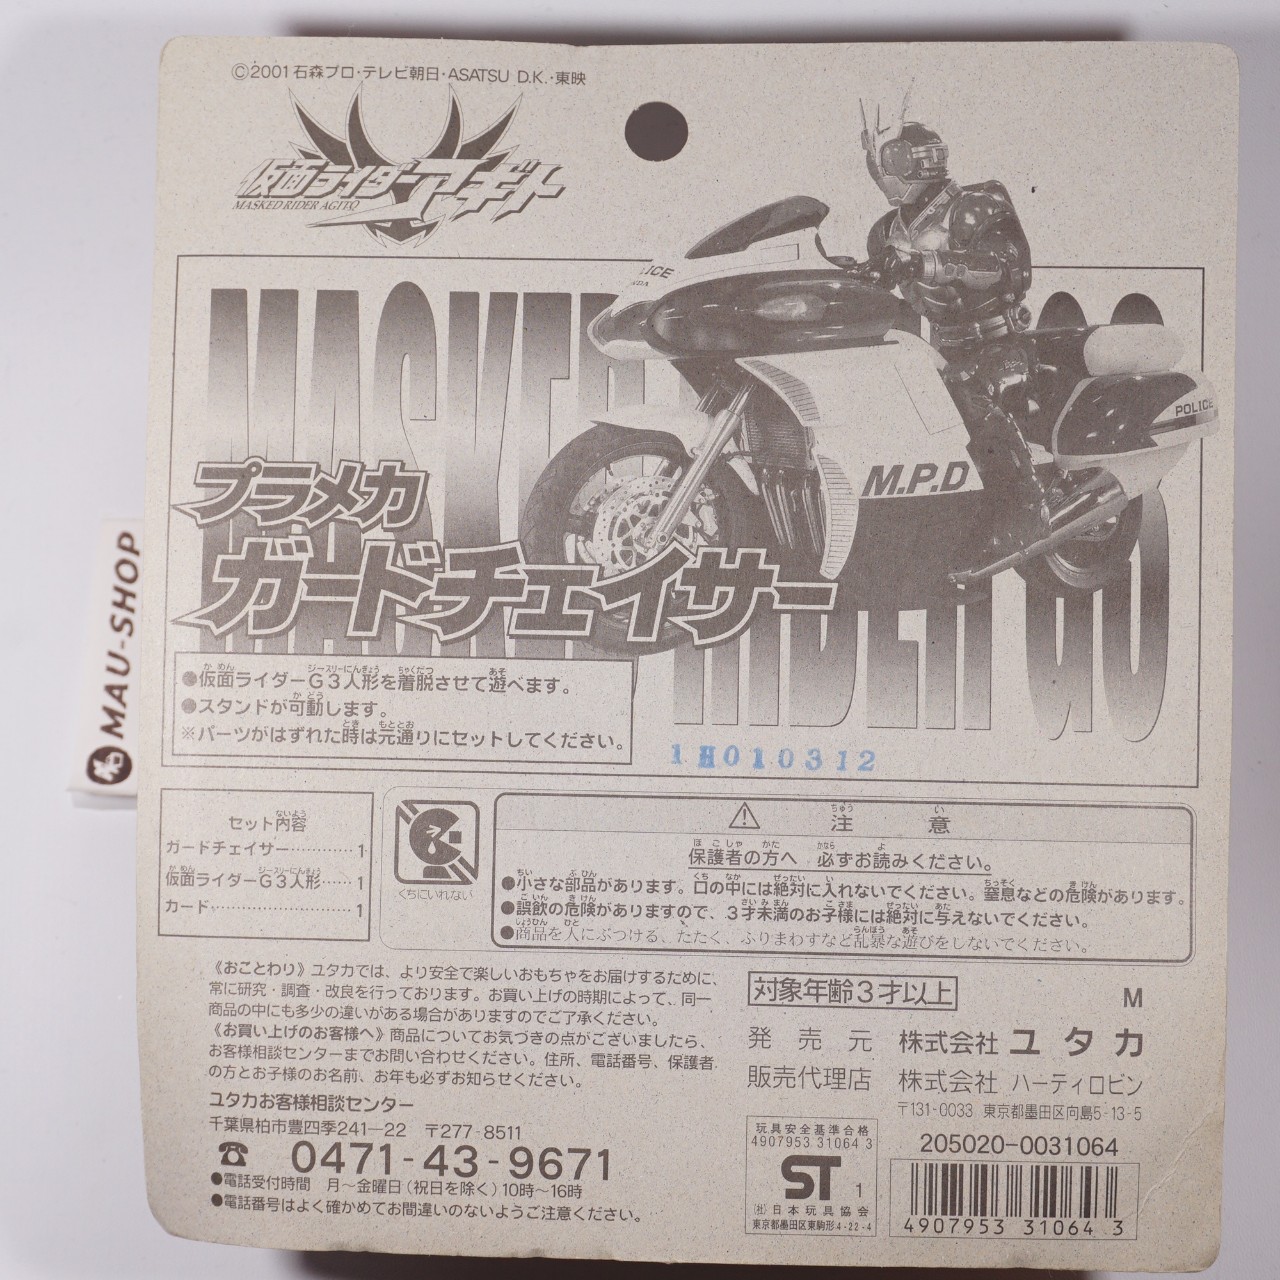 ©2001 石森プロ・テレビ朝日・ASATSU D.K.・東映
仮面ライダーアギト
MASKED RIDER AGITΩ
POLICE
M.P.D
MASKED RIDER G3
プラメカ
ガードチェイサー
●仮面ライダーG3人形を着脱させて遊べます。
●スタンドが可動します。
※パーツがはずれた時は元通りにセットしてください。
1H010312
MAU-SHOP
セット内容
ガードチェイサー…………1
仮面ライダーG3人形……1
カード……………………1
くちにいれない
⚠ 注意
保護者の方へ 必ずお読みください。
●小さな部品があります。口の中には絶対に入れないでください。窒息などの危険があります。
●誤飲の危険がありますので、3才未満のお子様には絶対に与えないでください。
●商品を人にぶつける、たたく、ふりまわすなど乱暴な遊びをしないでください。
《おことわり》ユタカでは、より安全で楽しいおもちゃをお届けするために、
常に研究・調査・改良を行っております。お買い上げの時期によって、同一
商品の中にも多少の違いがある場合がありますのでご了承ください。
《お買い上げのお客様へ》商品についてお気づきの点がございましたら、
お客様相談センターまでお問い合わせください。住所、電話番号、保護者
の方とお子様のお名前、お年も必ずお知らせください。
ユタカお客様相談センター
千葉県柏市豊四季241-22 〒277-8511
☎ 0471-43-9671
●電話受付時間 月～金曜日(祝日を除く)10時～16時
●電話番号はよく確かめてお間違いのないようご注意ください。
対象年齢3才以上
M
発売元 株式会社ユタカ
販売代理店 株式会社ハーティロビン
〒131-0033 東京都墨田区向島5-13-5
玩具安全基準合格
4907953 31064 3
ST 1
(社)日本玩具協会
東京都墨田区東駒形4-22-4
205020-0031064
4 907953 310643